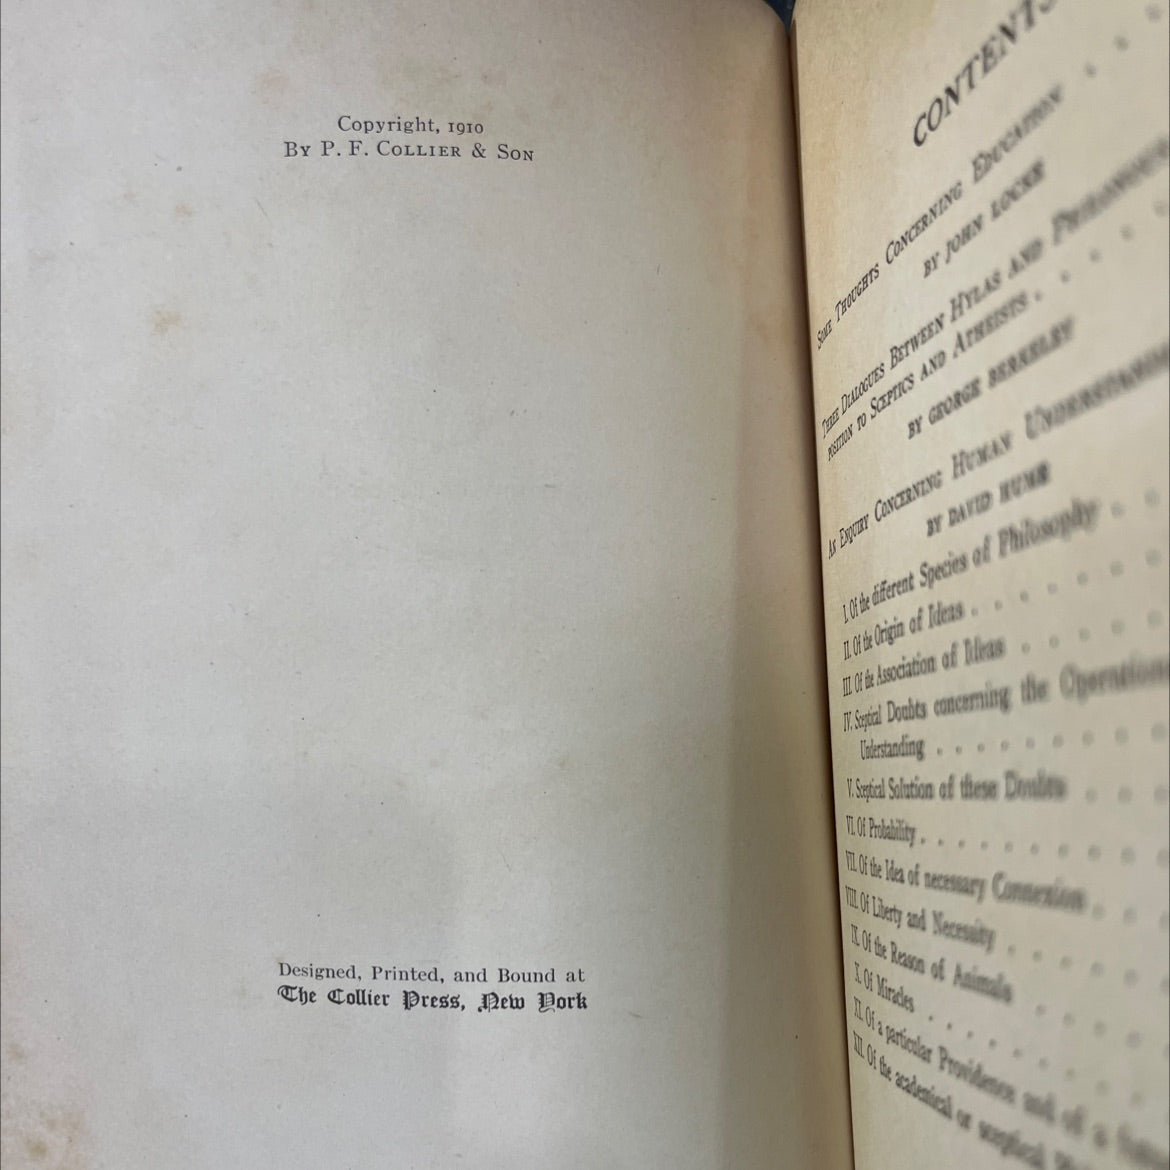 Copyright, 1910
By P. F. Collier & Son
Designed, Printed, and Bound at
The Collier Press, New York
CONTENTS
Some Thoughts Concerning Education
BY JOHN LOCKE
Three Dialogues Between Hylas and Philonous
position to Sceptics and Atheists
BY GEORGE BERKELEY
An Enquiry Concerning Human
BY DAVID HUME
I. Of the different Species of Philosophy
II. Of the Origin of Ideas
III. Of the Association of Ideas
IV. Sceptical Doubts concerning the Operations
Understanding
V. Sceptical Solution of these Doubts
VI. Of Probability
VII. Of the Idea of necessary Connexion
VIII. Of Liberty and Necessity
IX. Of the Reason of Animals
X. Of Miracles
XI. Of a particular Providence and of a
XII. Of the academical or sceptical